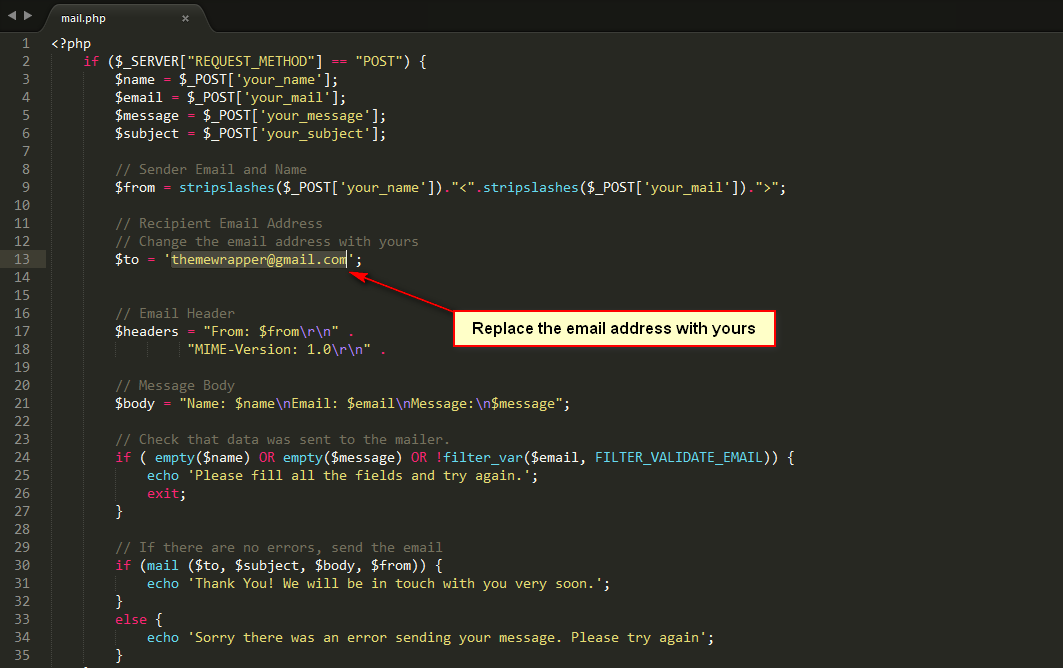 mail.php ×
1 <?php
2 if ($_SERVER["REQUEST_METHOD"] == "POST") {
3 $name = $_POST['your_name'];
4 $email = $_POST['your_mail'];
5 $message = $_POST['your_message'];
6 $subject = $_POST['your_subject'];
7
8 // Sender Email and Name
9 $from = stripslashes($_POST['your_name'])."<".stripslashes($_POST['your_mail']).">";
10
11 // Recipient Email Address
12 // Change the email address with yours
13 $to = 'themewrapper@gmail.com';
14
15
16 // Email Header
17 $headers = "From: $from\r\n" .
Replace the email address with yours
18 "MIME-Version: 1.0\r\n" .
19
20 // Message Body
21 $body = "Name: $name\nEmail: $email\nMessage:\n$message";
22
23 // Check that data was sent to the mailer.
24 if ( empty($name) OR empty($message) OR !filter_var($email, FILTER_VALIDATE_EMAIL)) {
25 echo 'Please fill all the fields and try again.';
26 exit;
27 }
28
29 // If there are no errors, send the email
30 if (mail ($to, $subject, $body, $from)) {
31 echo 'Thank You! We will be in touch with you very soon.';
32 }
33 else {
34 echo 'Sorry there was an error sending your message. Please try again';
35 }